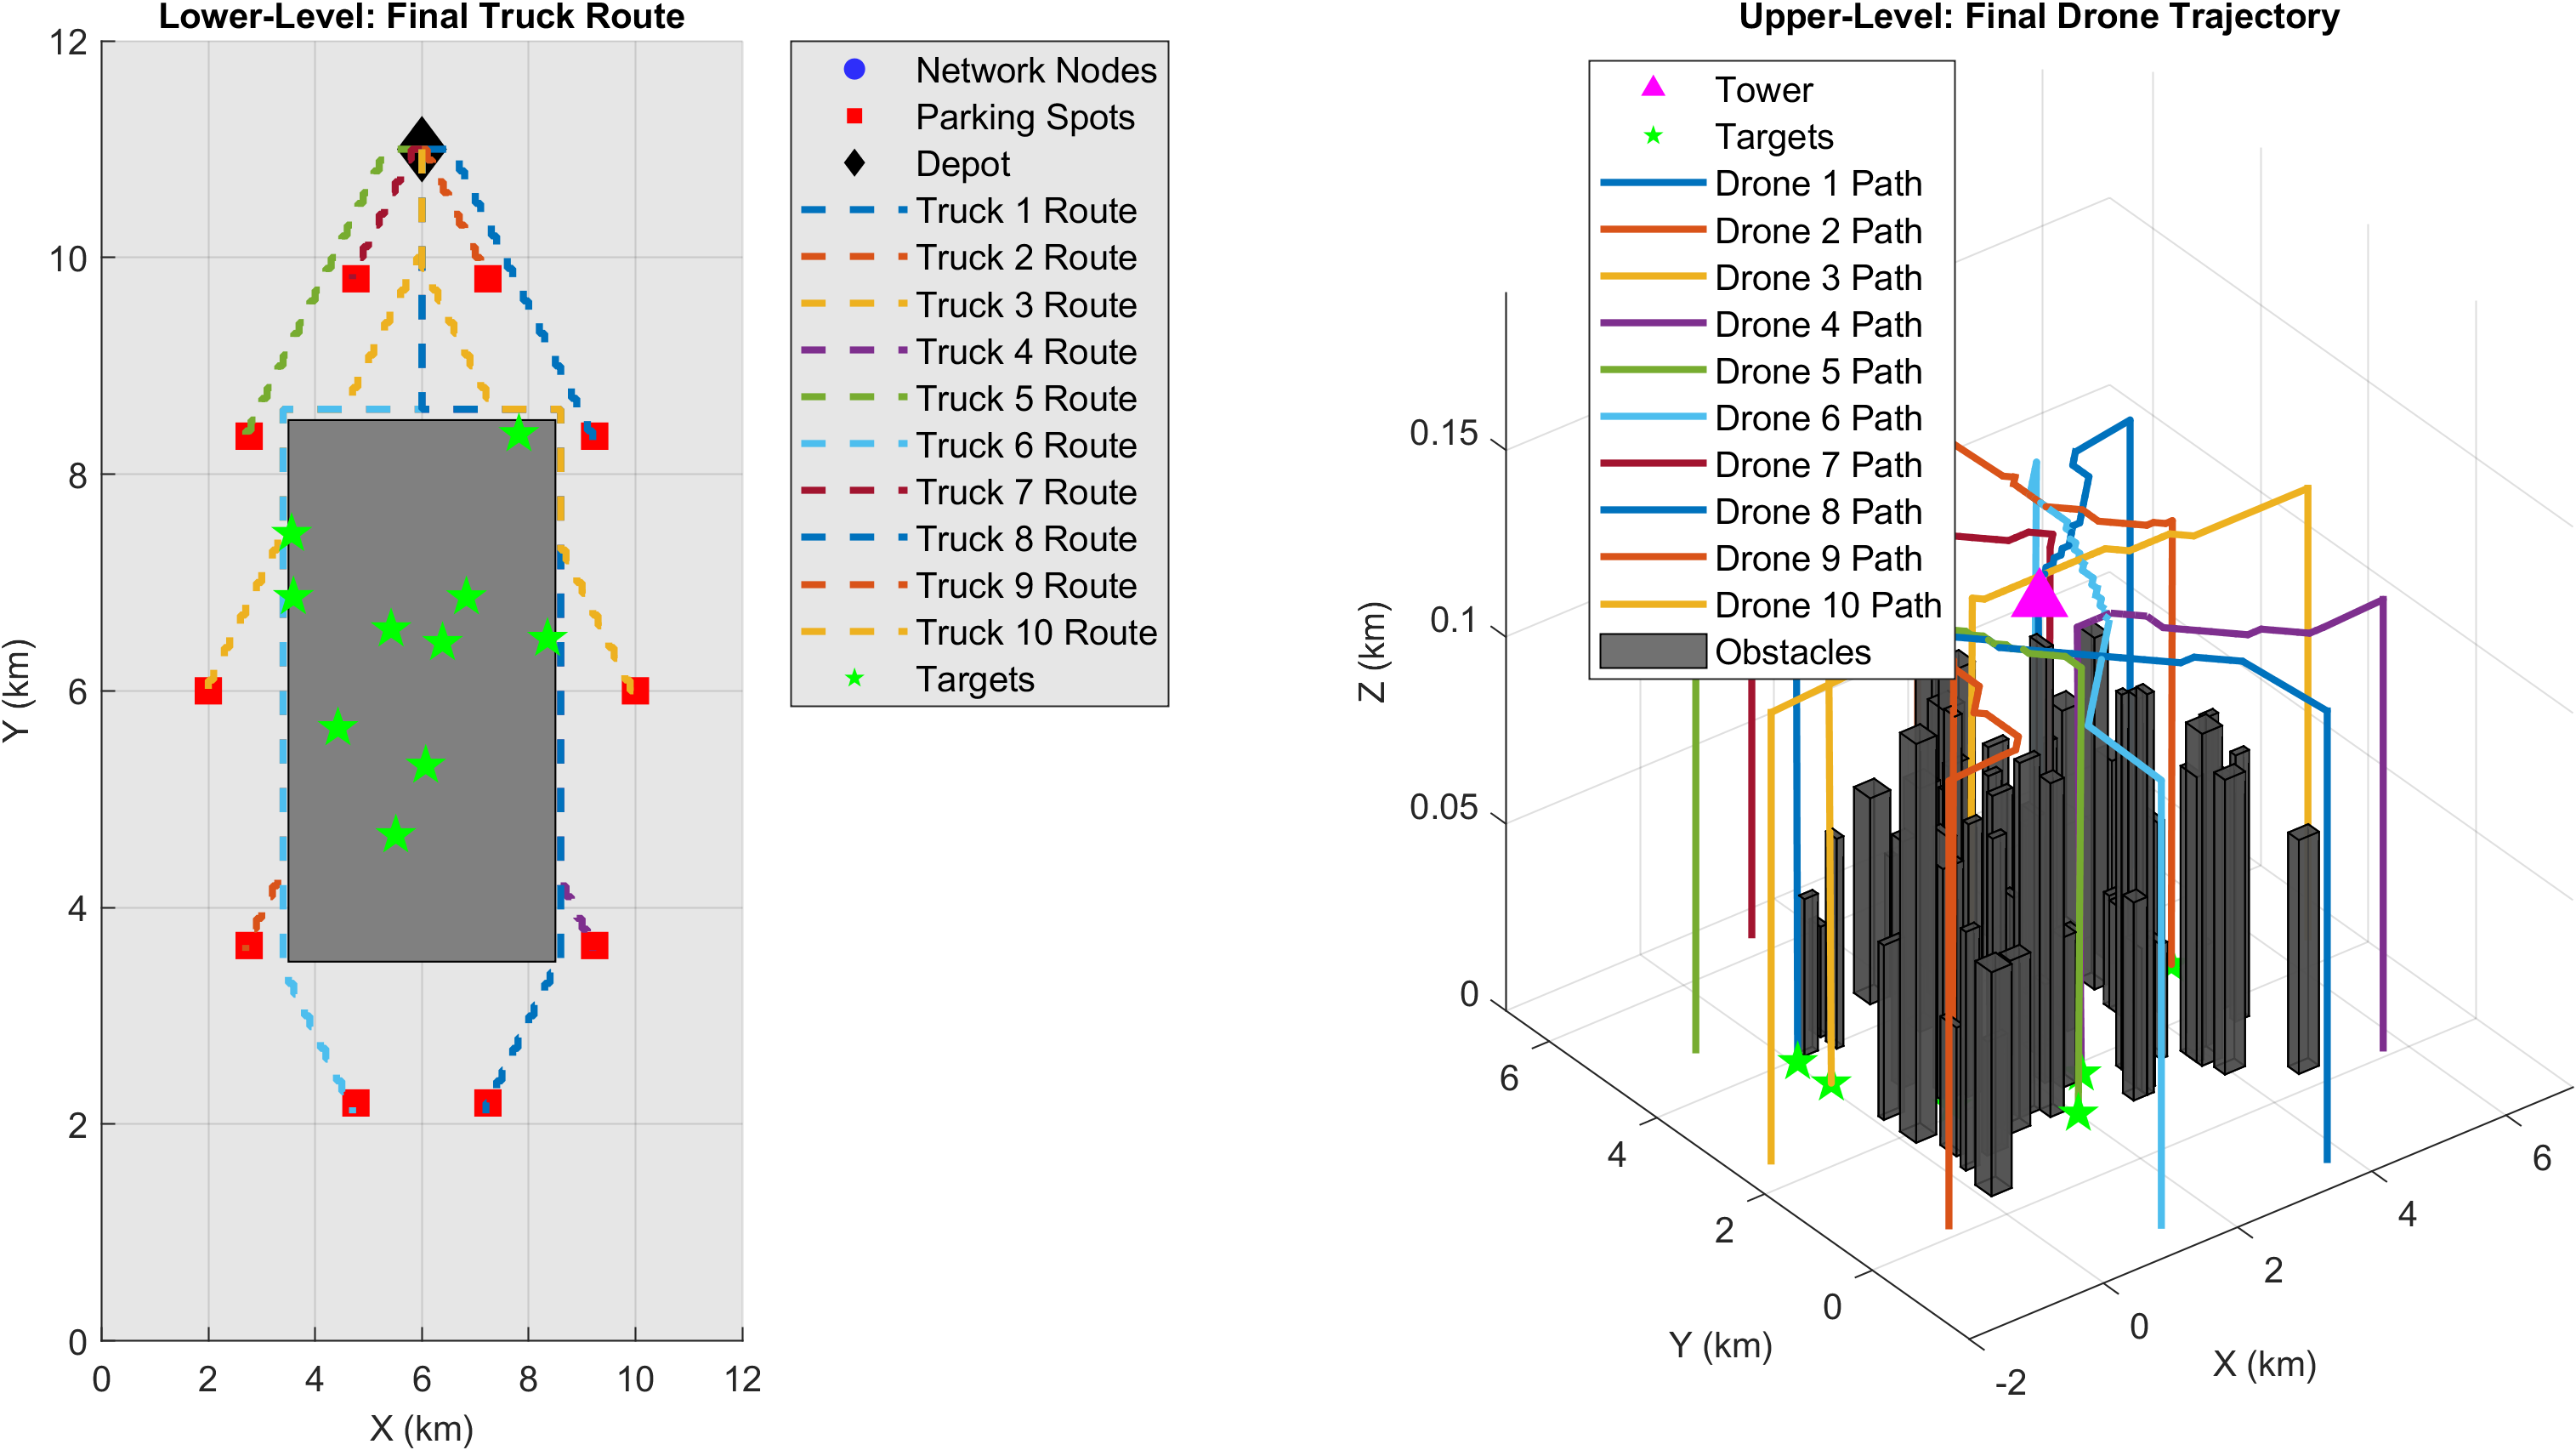 Lower-Level: Final Truck Route
12
10
8
6
4
2
0
Y (km)
0 2 4 6 8 10 12
X (km)
Network Nodes
Parking Spots
Depot
Truck 1 Route
Truck 2 Route
Truck 3 Route
Truck 4 Route
Truck 5 Route
Truck 6 Route
Truck 7 Route
Truck 8 Route
Truck 9 Route
Truck 10 Route
Targets
Upper-Level: Final Drone Trajectory
Tower
Targets
Drone 1 Path
Drone 2 Path
Drone 3 Path
Drone 4 Path
Drone 5 Path
Drone 6 Path
Drone 7 Path
Drone 8 Path
Drone 9 Path
Drone 10 Path
Obstacles
0.15
0.1
0.05
0
Z (km)
6
4
2
0
-2
Y (km)
0
2
4
6
X (km)